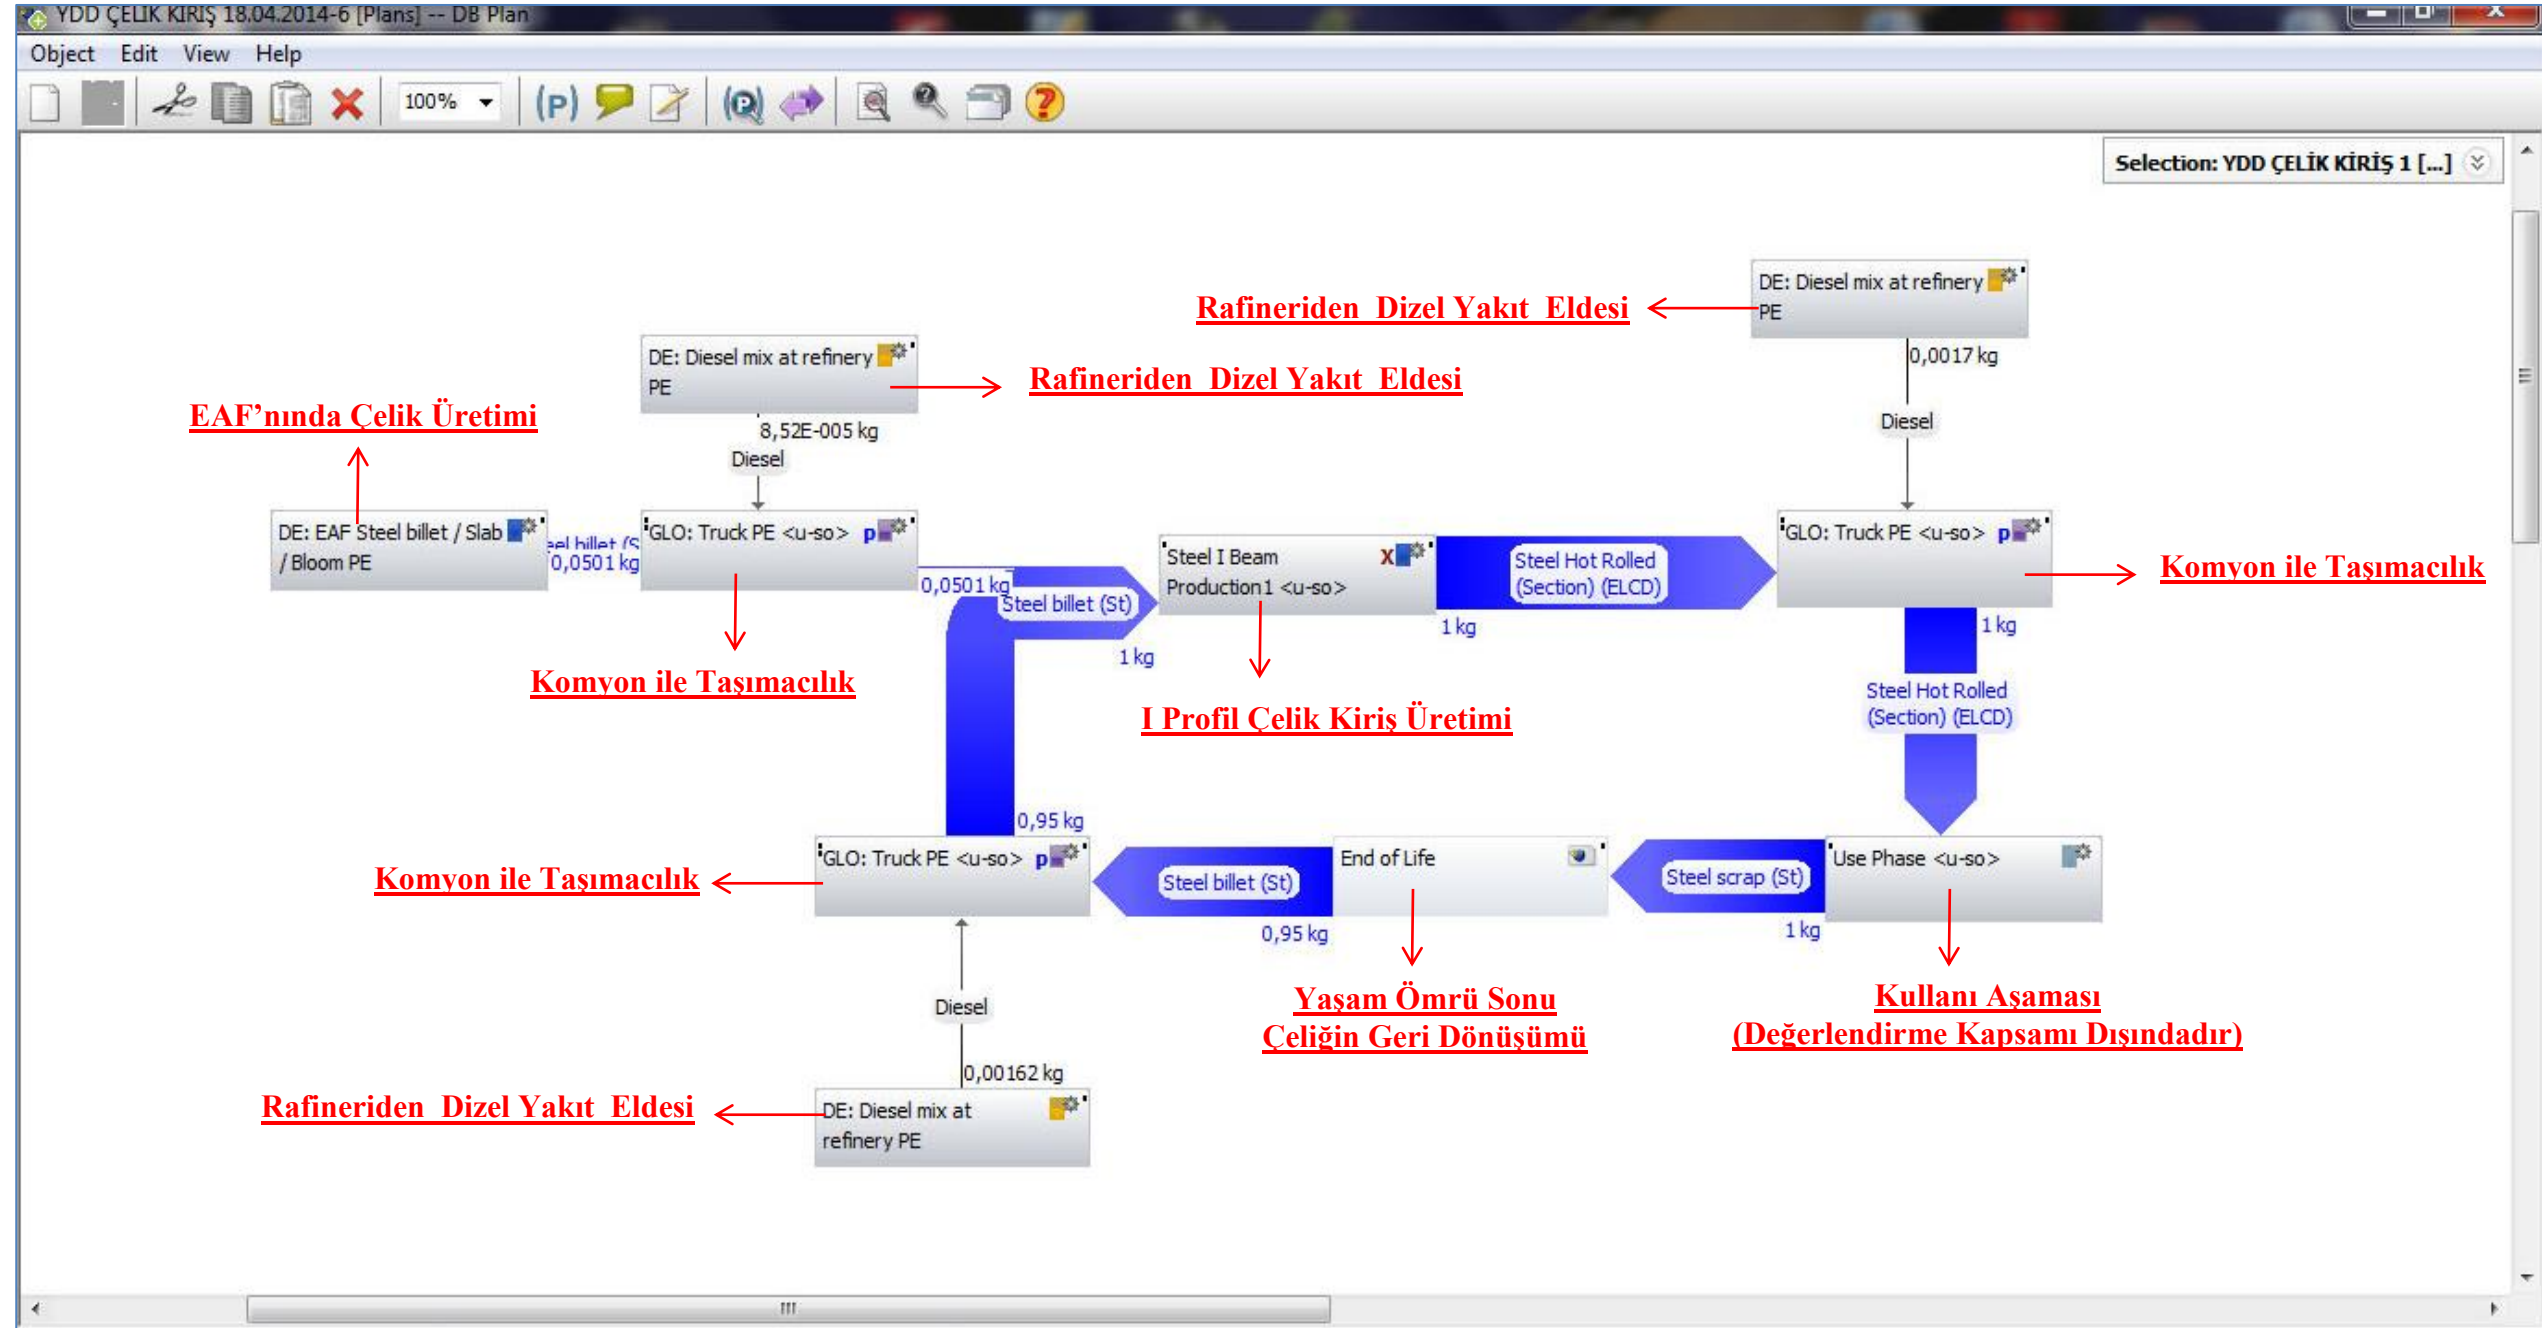 YDD ÇELİK KİRİŞ 18.04.2014-6 [Plans] -- DB Plan
Object Edit View Help
100%
(P)
Selection: YDD ÇELİK KİRİŞ 1 [...]
DE: Diesel mix at refinery
PE
Rafineriden Dizel Yakıt Eldesi
0,0017 kg
Diesel
DE: Diesel mix at refinery
PE
Rafineriden Dizel Yakıt Eldesi
8,52E-005 kg
Diesel
EAF’nında Çelik Üretimi
DE: EAF Steel billet / Slab
/ Bloom PE
0,0501 kg
GLO: Truck PE <u-so> p
0,0501 kg
Steel billet (St)
1 kg
Steel I Beam X
Production1 <u-so>
Steel Hot Rolled
(Section) (ELCD)
1 kg
GLO: Truck PE <u-so> p
Komyon ile Taşımacılık
1 kg
Komyon ile Taşımacılık
I Profil Çelik Kiriş Üretimi
Steel Hot Rolled
(Section) (ELCD)
0,95 kg
GLO: Truck PE <u-so> p
Komyon ile Taşımacılık
Steel billet (St)
0,95 kg
End of Life
Steel scrap (St)
1 kg
Use Phase <u-so>
Diesel
Yaşam Ömrü Sonu
Çeliğin Geri Dönüşümü
Kullanı Aşaması
(Değerlendirme Kapsamı Dışındadır)
0,00162 kg
Rafineriden Dizel Yakıt Eldesi
DE: Diesel mix at
refinery PE